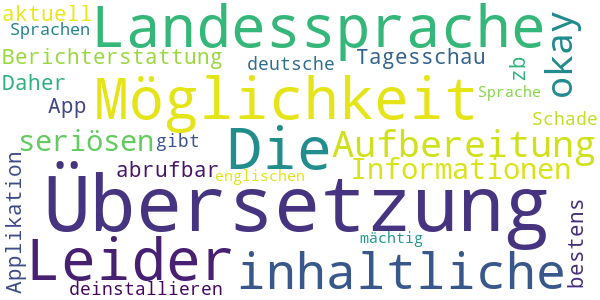 aktuell
Landessprache
okay
Sprachen
Berichterstattung
deutsche
Tagesschau
zb
Daher
App
Möglichkeit
Sprache
Schade
seriösen
gibt
Die
Aufbereitung
Applikation
abrufbar
Informationen
englischen
Übersetzung
bestens
Leider
mächtig
inhaltliche
deinstallieren